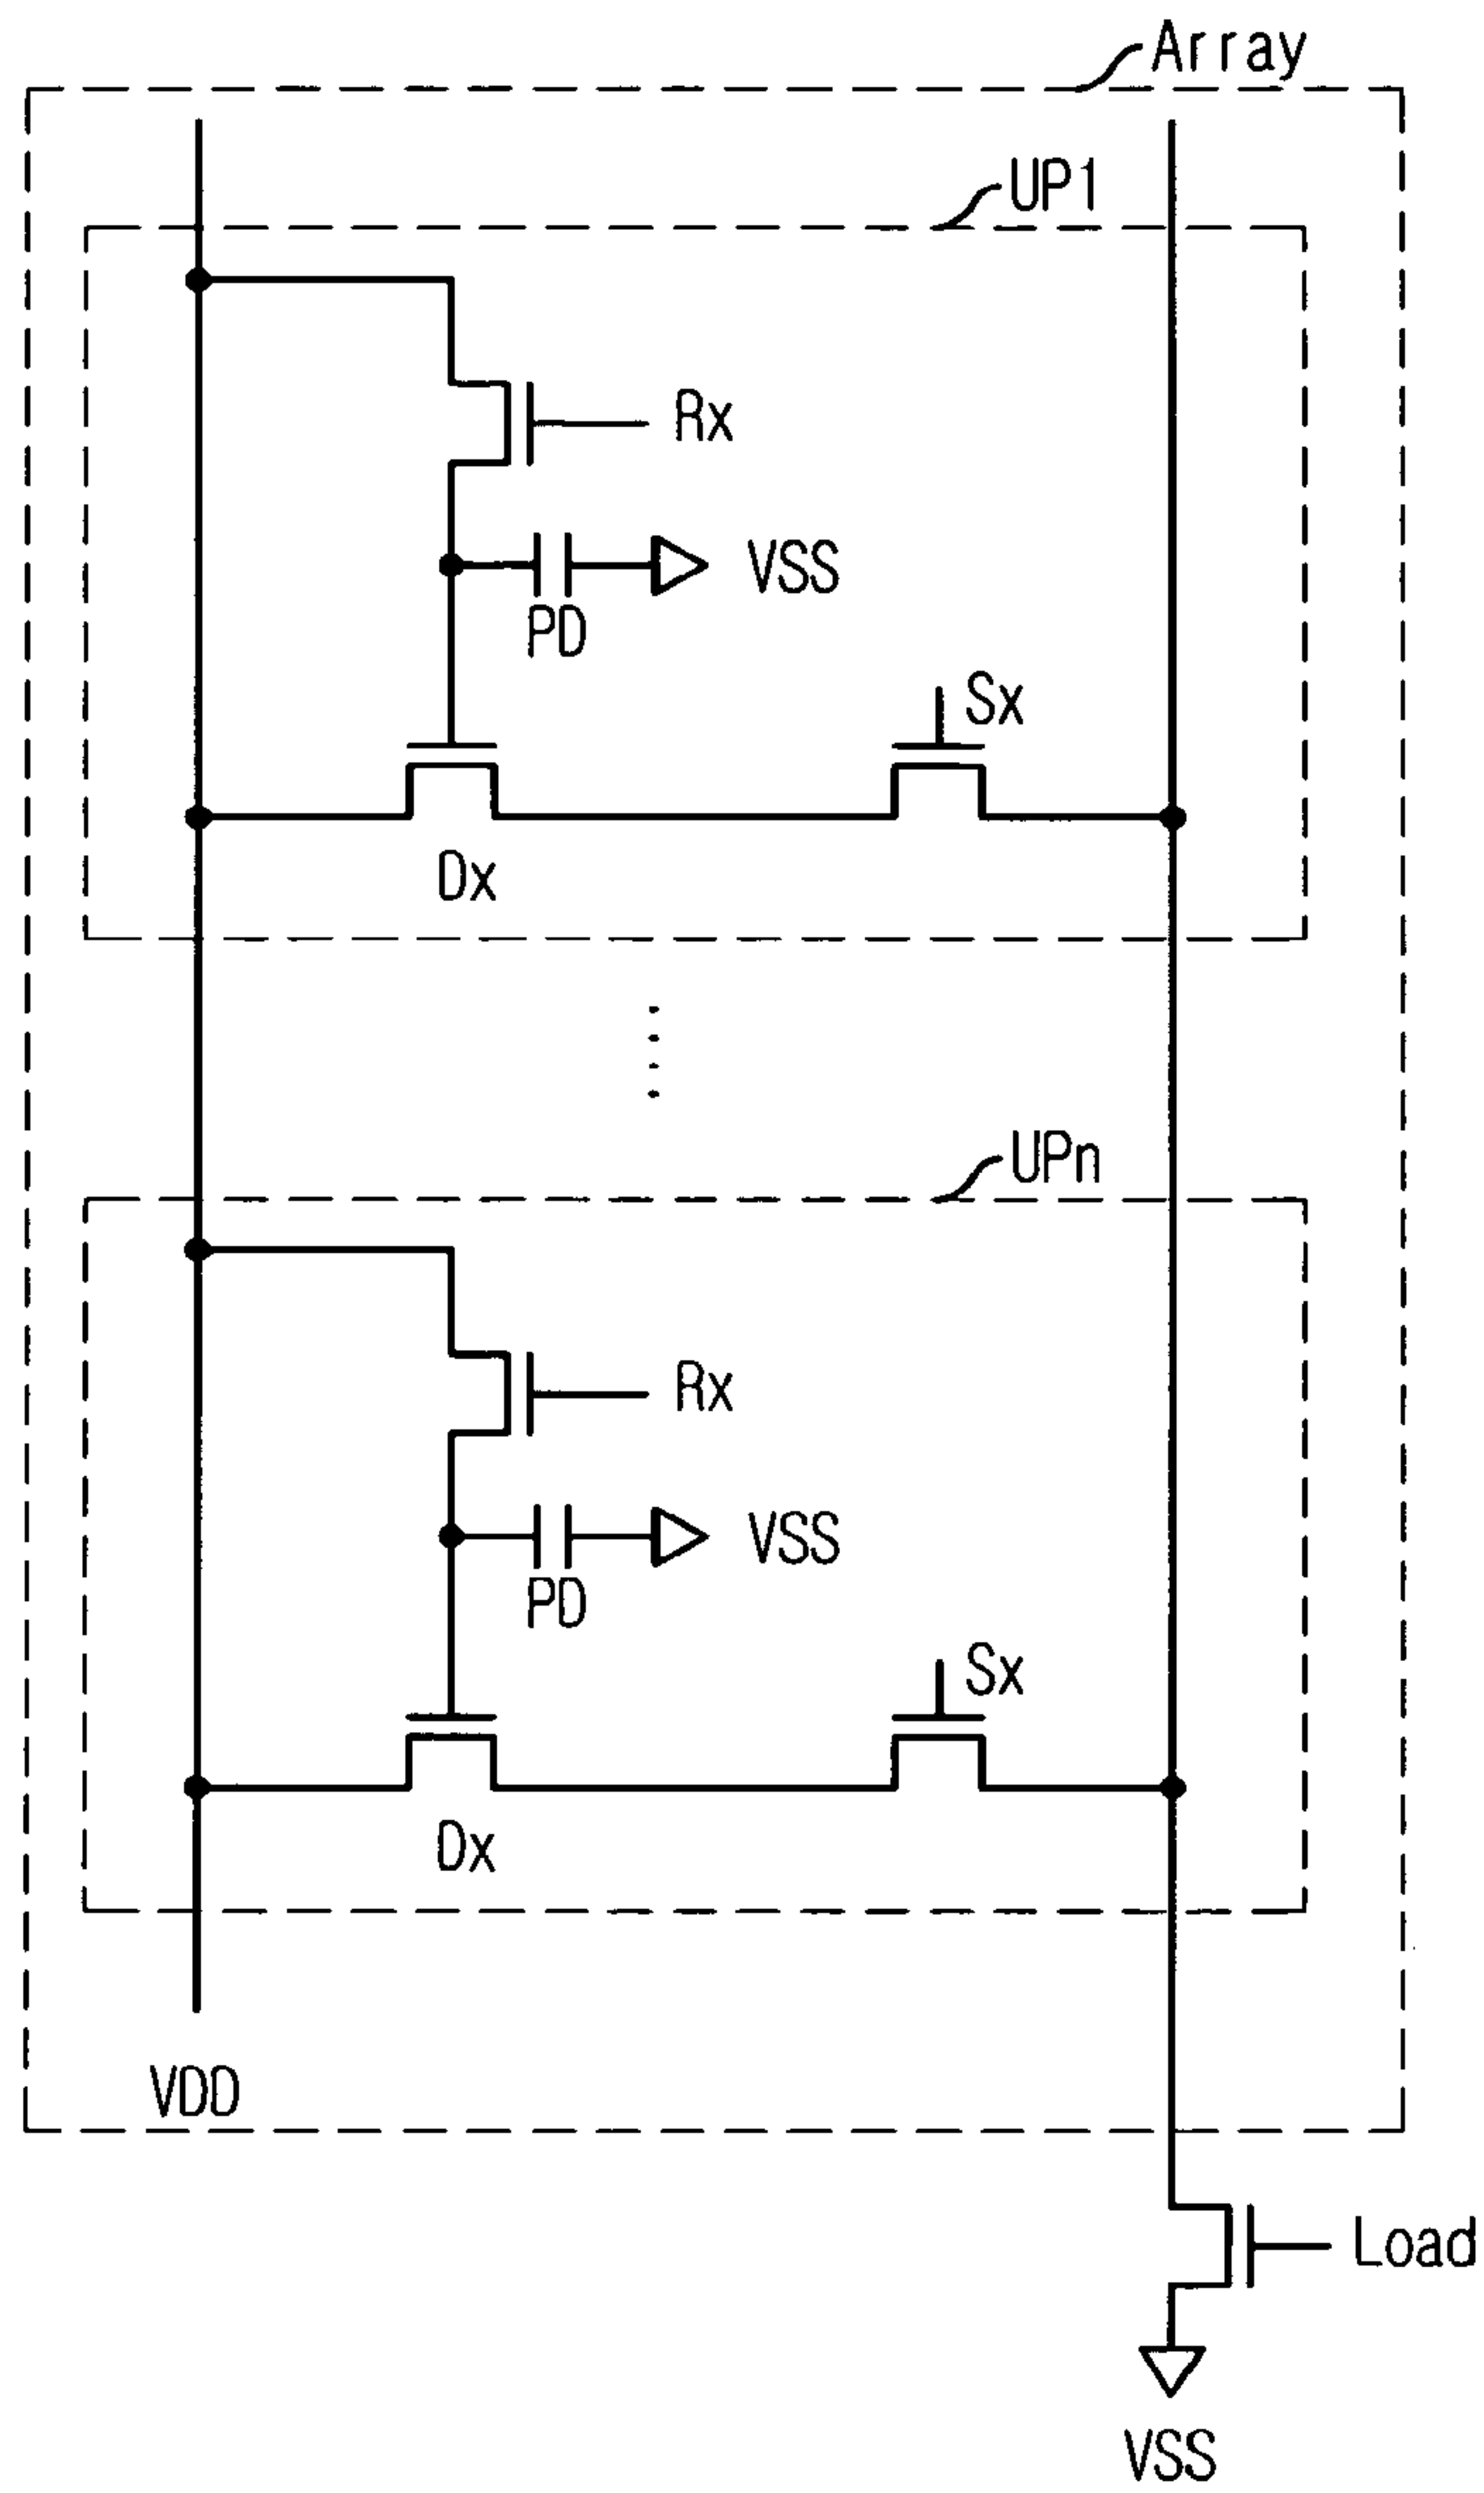 Array
UP1
Rx
VSS
PD
Sx
Dx
UPn
Rx
VSS
PD
Sx
Dx
VDD
Load
VSS